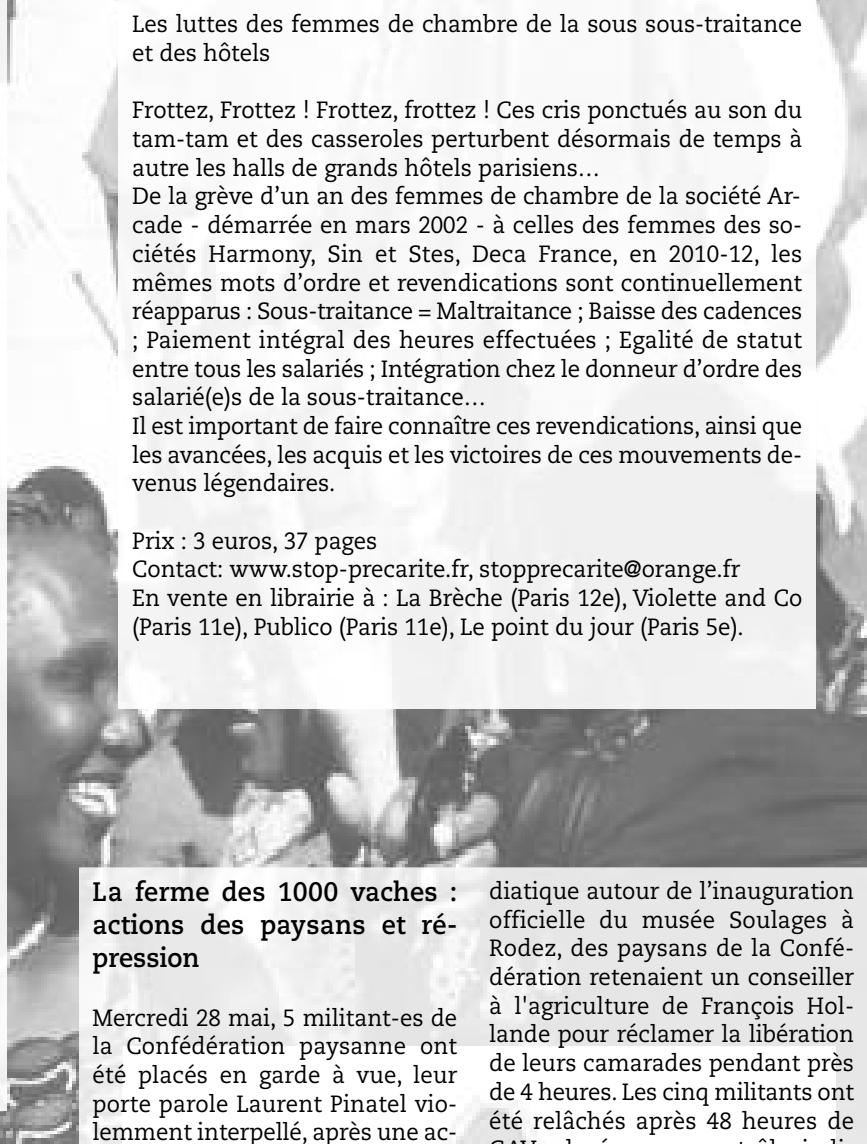 Les luttes des femmes de chambre de la sous sous-traitance
et des hôtels
Frottez, Frottez ! Frottez, frottez ! Ces cris ponctués au son du
tam-tam et des casseroles perturbent désormais de temps à
autre les halls de grands hôtels parisiens…
De la grève d’un an des femmes de chambre de la société Ar-
cade - démarrée en mars 2002 - à celles des femmes des so-
ciétés Harmony, Sin et Stes, Deca France, en 2010-12, les
mêmes mots d’ordre et revendications sont continuellement
réapparus : Sous-traitance = Maltraitance ; Baisse des cadences
; Paiement intégral des heures effectuées ; Egalité de statut
entre tous les salariés ; Intégration chez le donneur d’ordre des
salarié(e)s de la sous-traitance…
Il est important de faire connaître ces revendications, ainsi que
les avancées, les acquis et les victoires de ces mouvements de-
venus légendaires.
Prix : 3 euros, 37 pages
Contact: www.stop-precarite.fr, stopprecarite@orange.fr
En vente en librairie à : La Brèche (Paris 12e), Violette and Co
(Paris 11e), Publico (Paris 11e), Le point du jour (Paris 5e).
La ferme des 1000 vaches :
actions des paysans et ré-
pression
Mercredi 28 mai, 5 militant-es de
la Confédération paysanne ont
été placés en garde à vue, leur
porte parole Laurent Pinatel vio-
lemment interpellé, après une ac-
diatique autour de l’inauguration
officielle du musée Soulages à
Rodez, des paysans de la Confé-
dération retenaient un conseiller
à l'agriculture de François Hol-
lande pour réclamer la libération
de leurs camarades pendant près
de 4 heures. Les cinq militants ont
été relâchés après 48 heures de